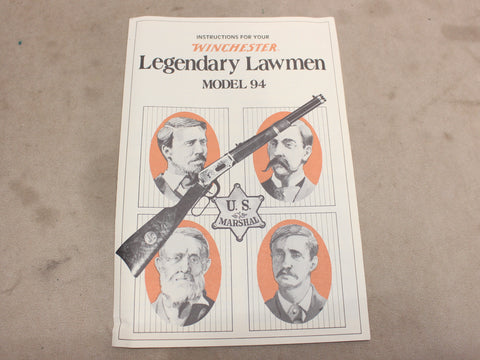 INSTRUCTIONS FOR YOUR
WINCHESTER
Legendary Lawmen
MODEL 94
U. S.
MARSHAL